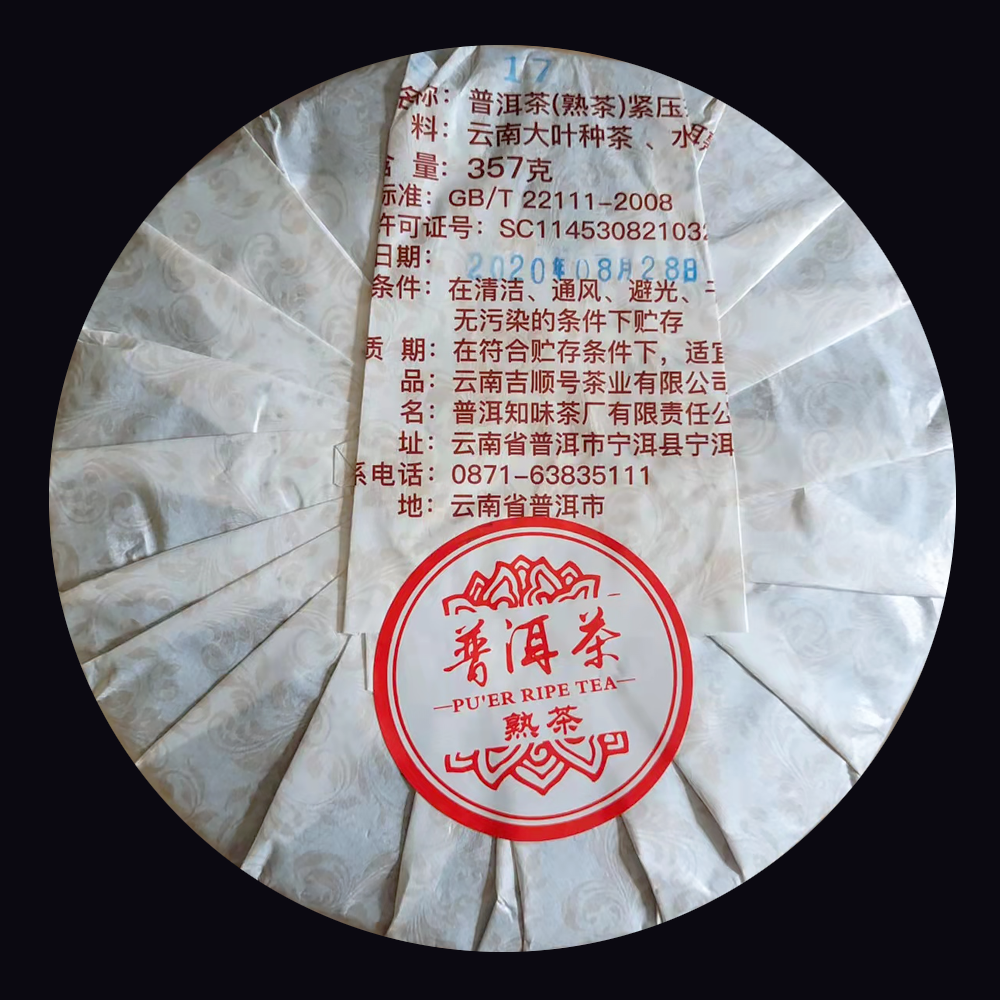 17
称：普洱茶(熟茶)紧压
料：云南大叶种茶、水
量：357克
标准：GB/T 22111-2008
许可证号：SC11453082103
日期：2020年08月28日
条件：在清洁、通风、避光、
无污染的条件下贮存
质 期：在符合贮存条件下，适宜
品：云南吉顺号茶业有限公司
名：普洱知味茶厂有限责任公
址：云南省普洱市宁洱县宁洱
系电话：0871-63835111
地：云南省普洱市
普洱茶
PU'ER RIPE TEA
熟茶